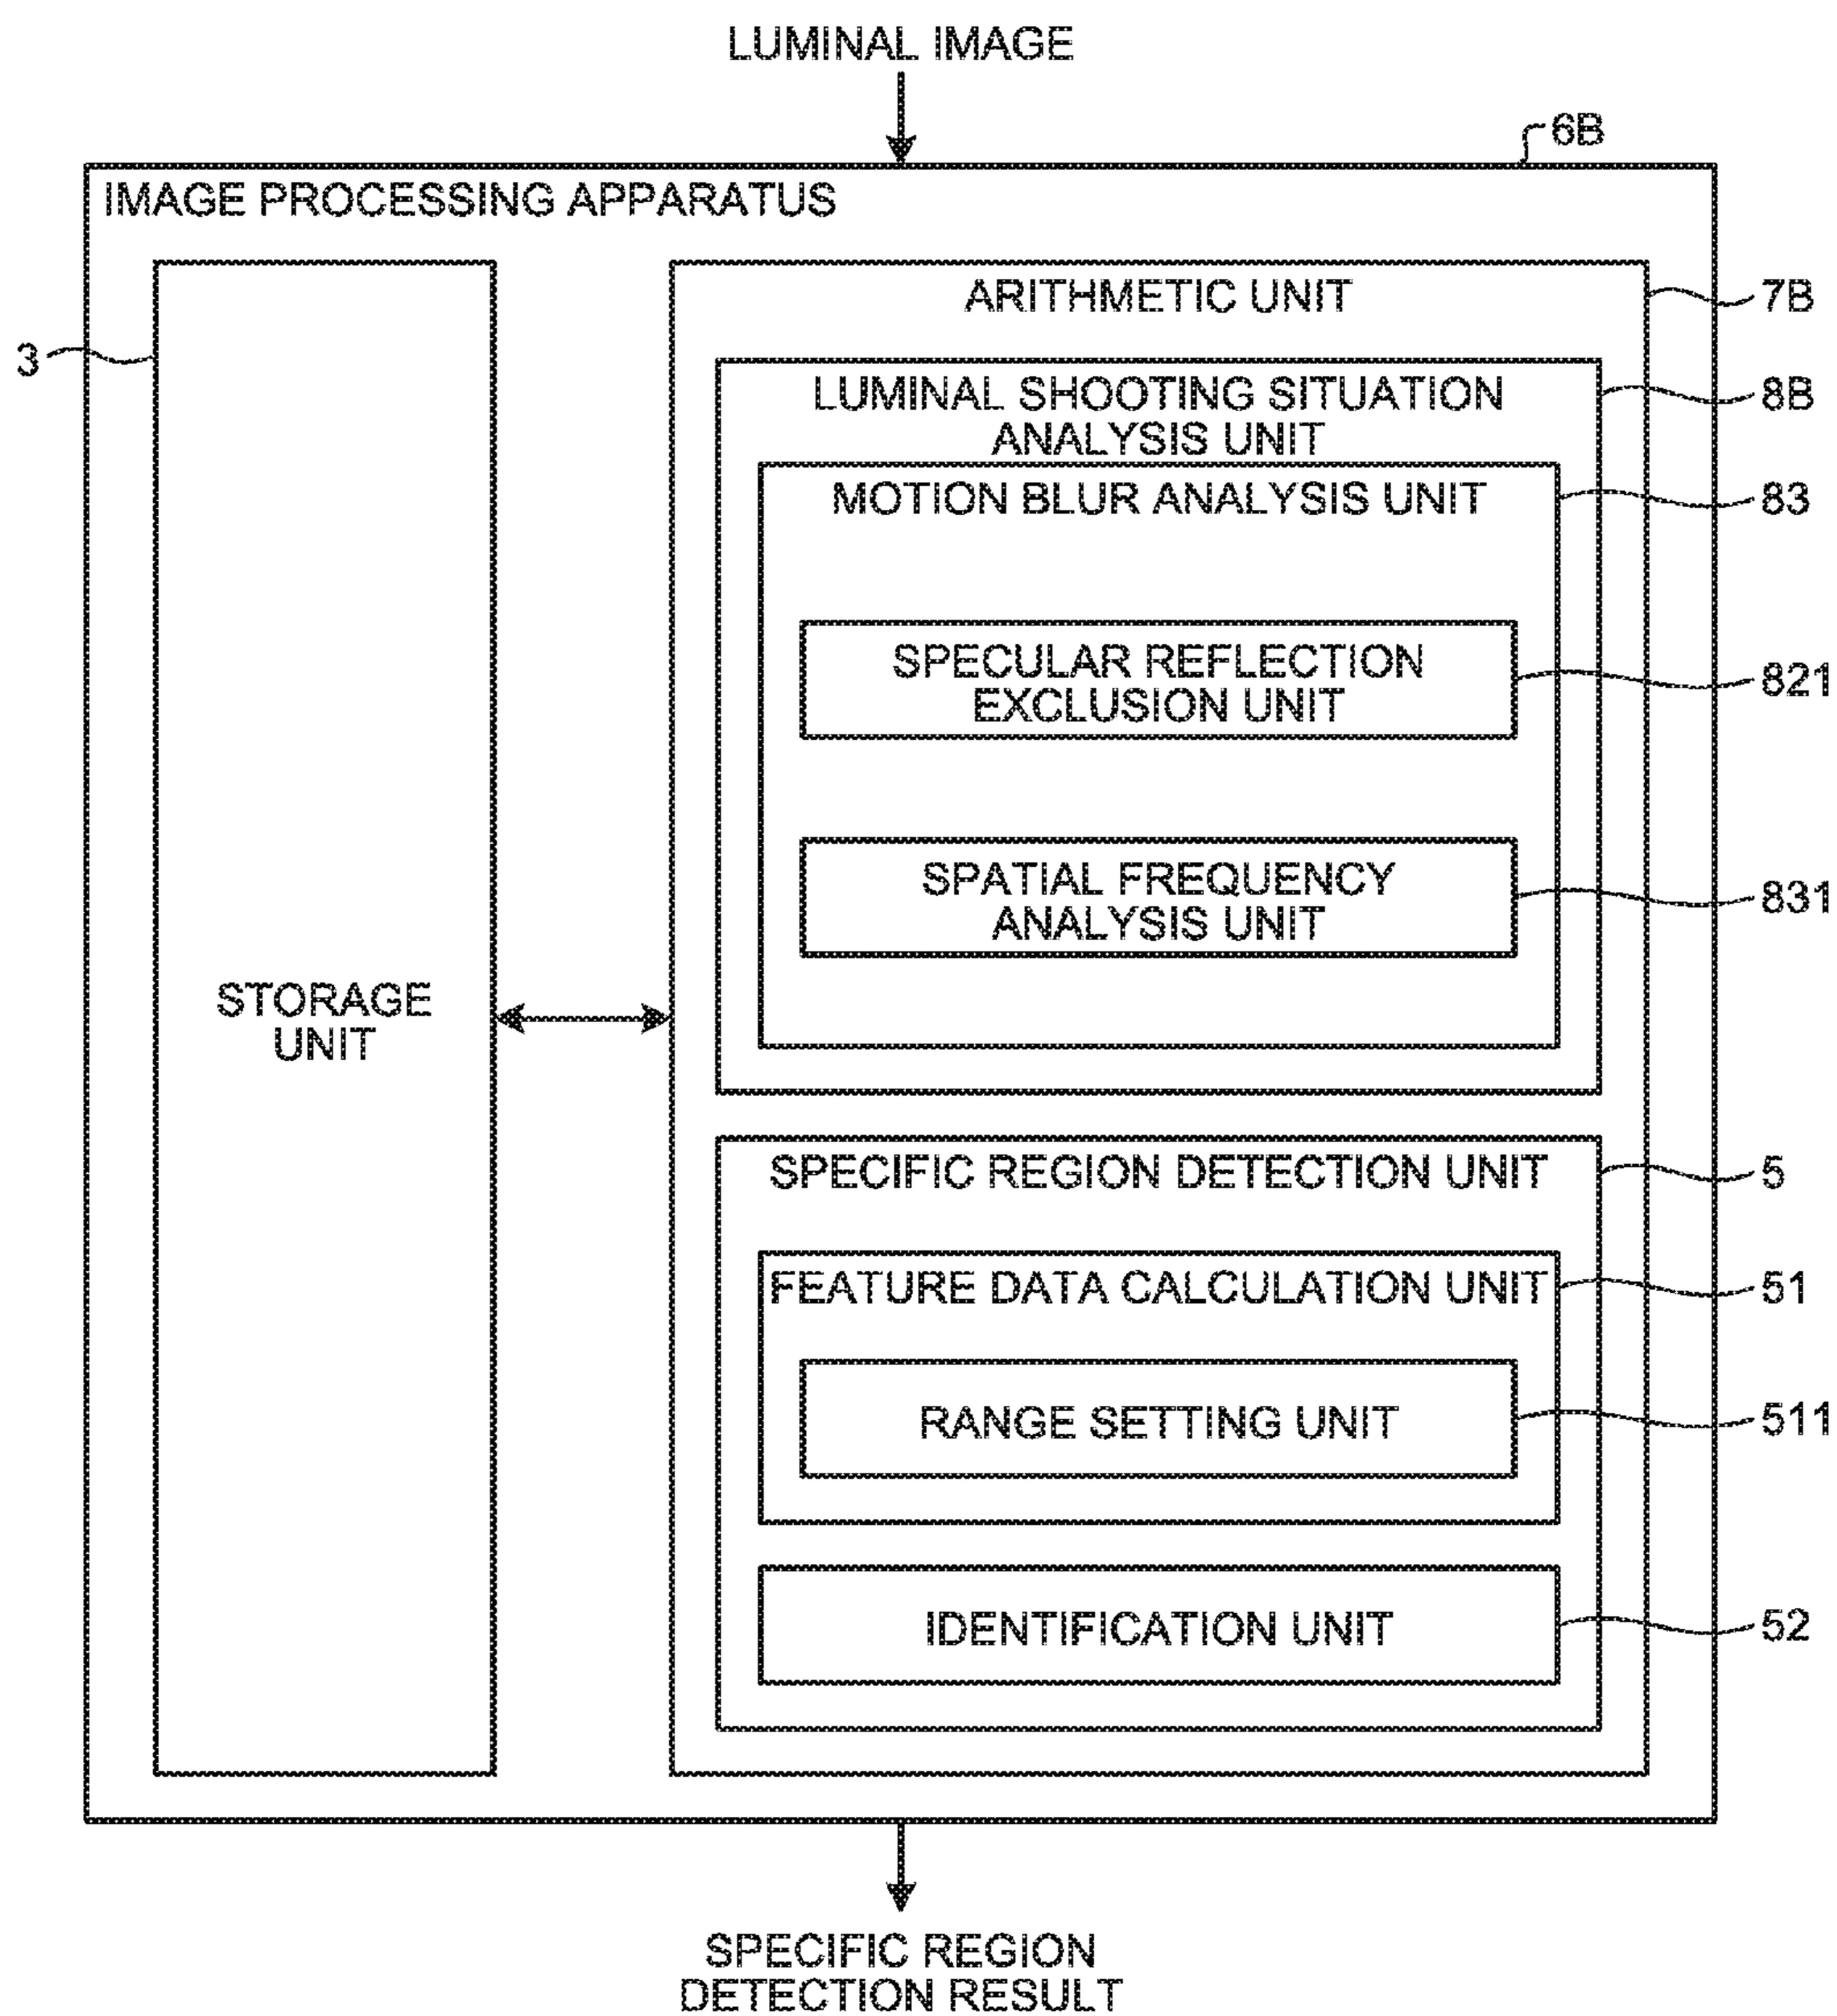 LUMINAL IMAGE
6B
IMAGE PROCESSING APPARATUS
3
STORAGE
UNIT
ARITHMETIC UNIT
7B
LUMINAL SHOOTING SITUATION
ANALYSIS UNIT
8B
MOTION BLUR ANALYSIS UNIT
83
SPECULAR REFLECTION
EXCLUSION UNIT
821
SPATIAL FREQUENCY
ANALYSIS UNIT
831
SPECIFIC REGION DETECTION UNIT
5
FEATURE DATA CALCULATION UNIT
51
RANGE SETTING UNIT
511
IDENTIFICATION UNIT
52
SPECIFIC REGION
DETECTION RESULT